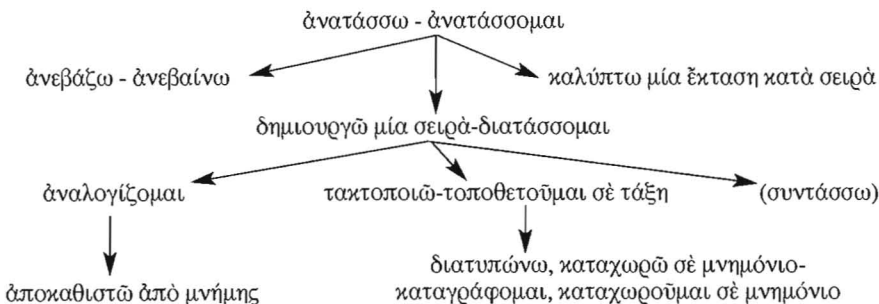 ἀνατάσσω - ἀνατάσσομαι
ἀνεβάζω - ἀνεβαίνω
καλύπτω μία ἔκταση κατὰ σειρὰ
δημιουργῶ μία σειρὰ-διατάσσομαι
ἀναλογίζομαι
τακτοποιῶ-τοποθετοῦμαι σὲ τάξη
(συντάσσω)
ἀποκαθιστῶ ἀπὸ μνήμης
διατυπώνω, καταχωρῶ σὲ μνημόνιο-
καταγράφομαι, καταχωροῦμαι σὲ μνημόνιο